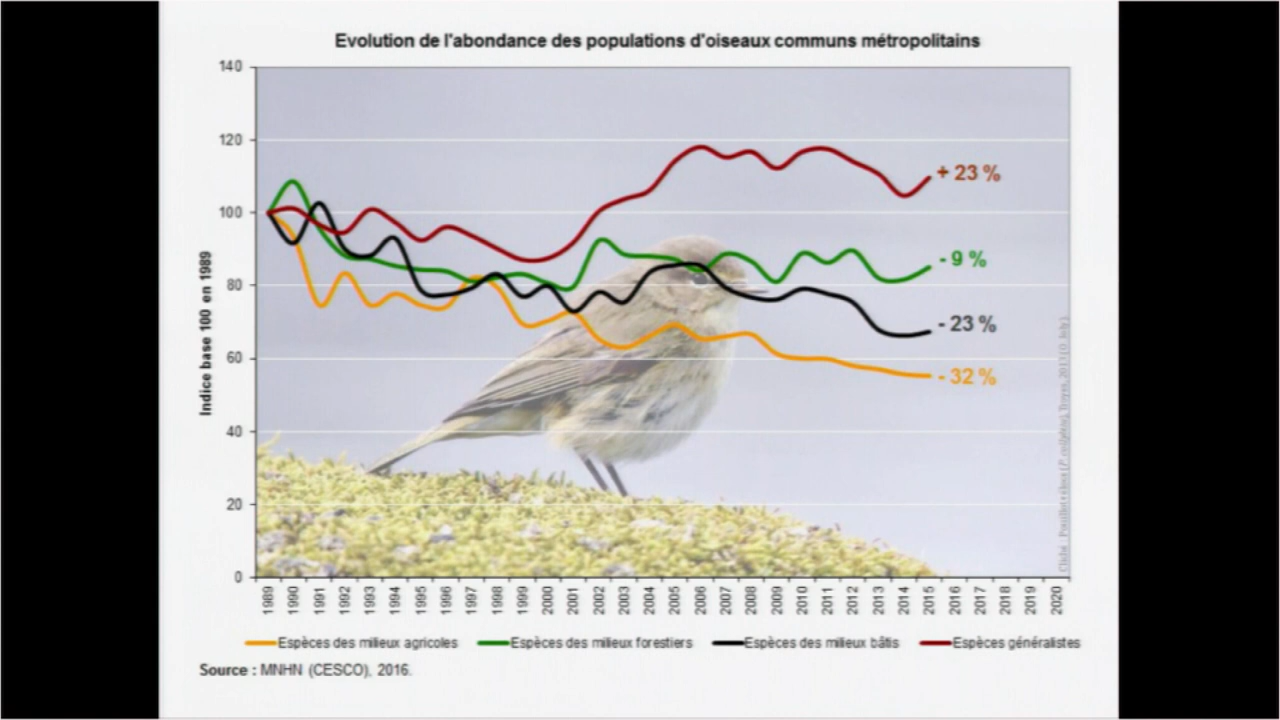 Evolution de l'abondance des populations d'oiseaux communs métropolitains
Indice base 100 en 1989
140
120
100
80
60
40
20
0
+ 23 %
- 9 %
- 23 %
- 32 %
1989 1990 1991 1992 1993 1994 1995 1996 1997 1998 1999 2000 2001 2002 2003 2004 2005 2006 2007 2008 2009 2010 2011 2012 2013 2014 2015 2016 2017 2018 2019 2020
Espèces des milieux agricoles Espèces des milieux forestiers Espèces des milieux bâtis Espèces généralistes
Source : MNHN (CESCO), 2016.